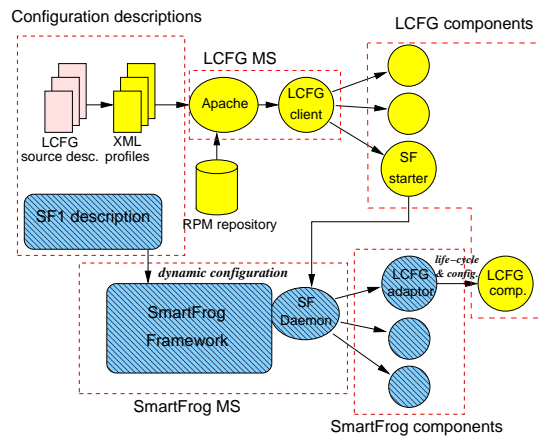 Configuration descriptions
LCFG components
LCFG MS
Apache
LCFG
client
LCFG
source desc.
XML
profiles
SF
starter
SF1 description
RPM repository
dynamic configuration
life-cycle
& config.
LCFG
adaptor
LCFG
comp.
SmartFrog
Framework
SF
Daemon
SmartFrog MS
SmartFrog components